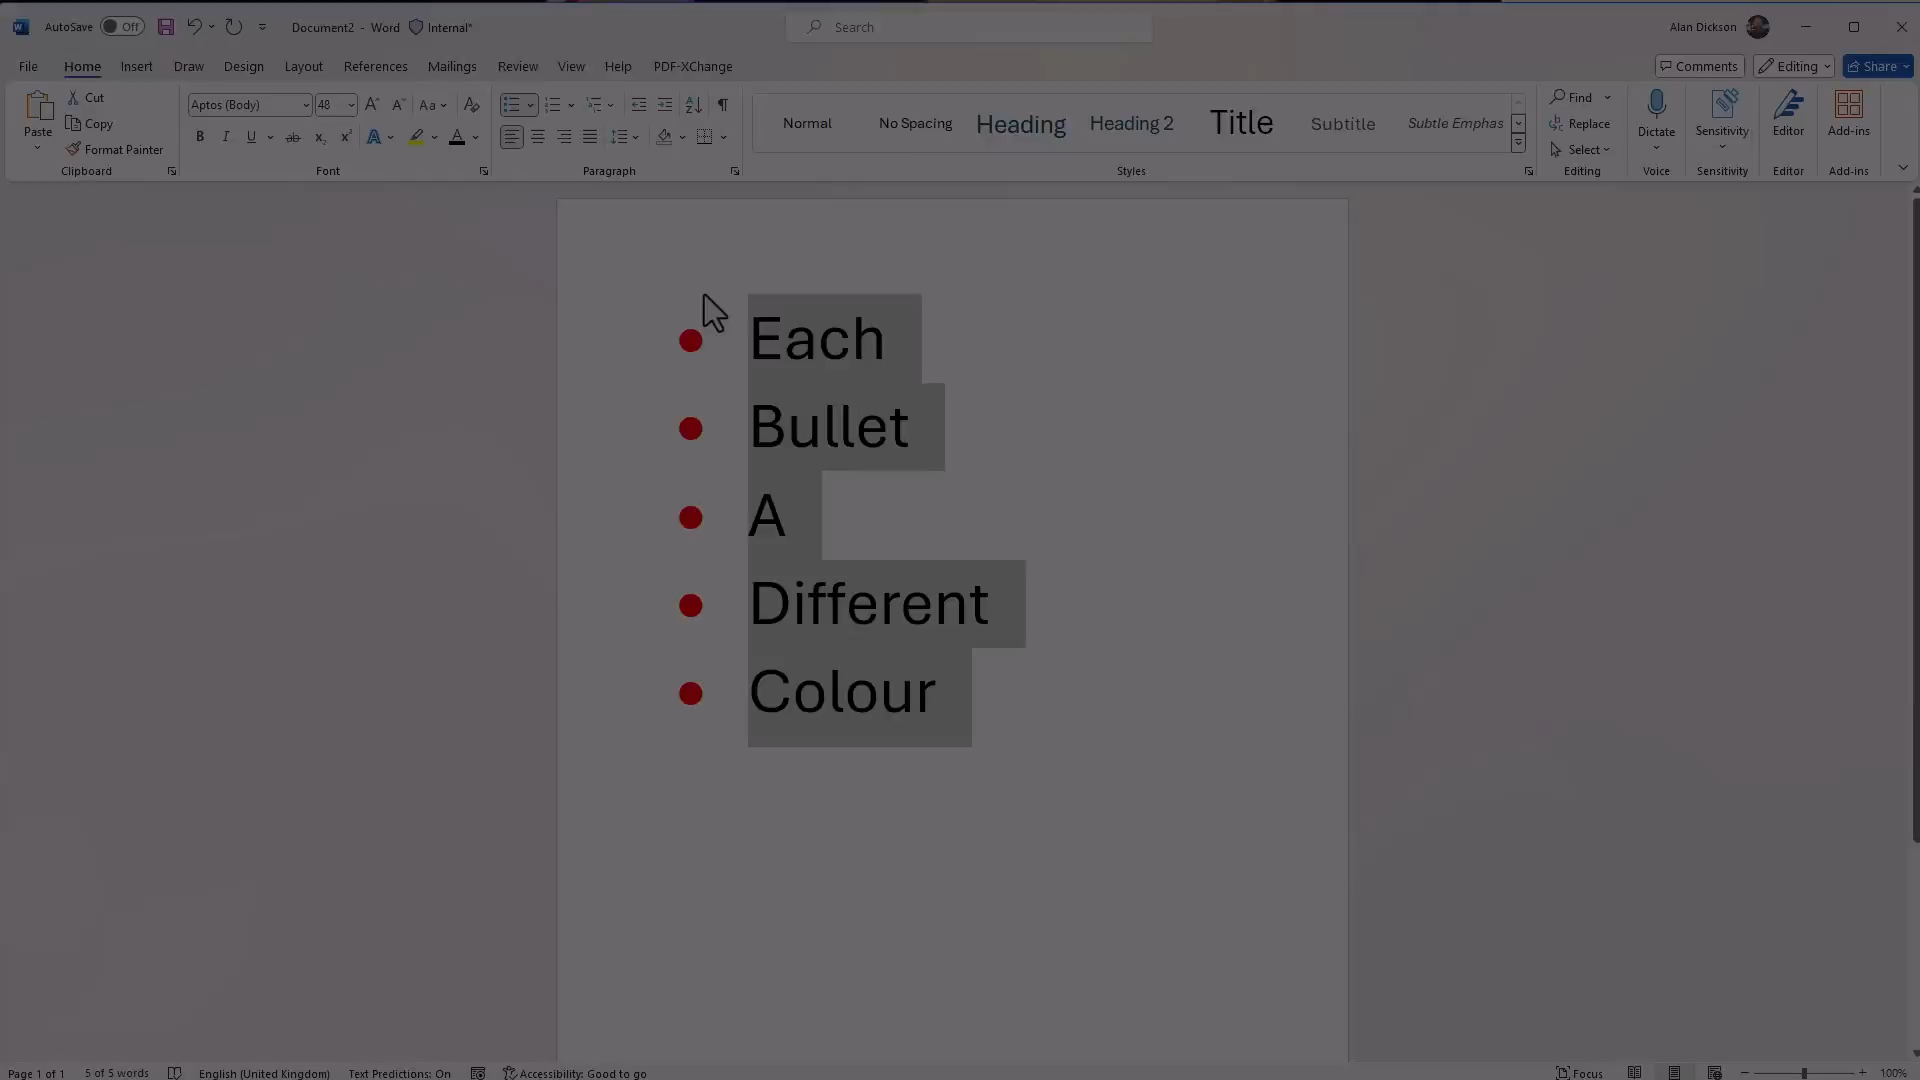 AutoSave Off Document2 - Word Internal* Search Alan Dickson
File Home Insert Draw Design Layout References Mailings Review View Help PDF-XChange Comments Editing Share
Paste Cut Copy Format Painter Clipboard
Aptos (Body) 48 Aa Font
Paragraph
Normal No Spacing Heading Heading 2 Title Subtitle Subtle Emphas Styles
Find Replace Select Editing
Dictate Voice
Sensitivity Sensitivity
Editor Editor
Add-ins Add-ins
Each
Bullet
A
Different
Colour
Page 1 of 1 5 of 5 words English (United Kingdom) Text Predictions: On Accessibility: Good to go Focus 100%